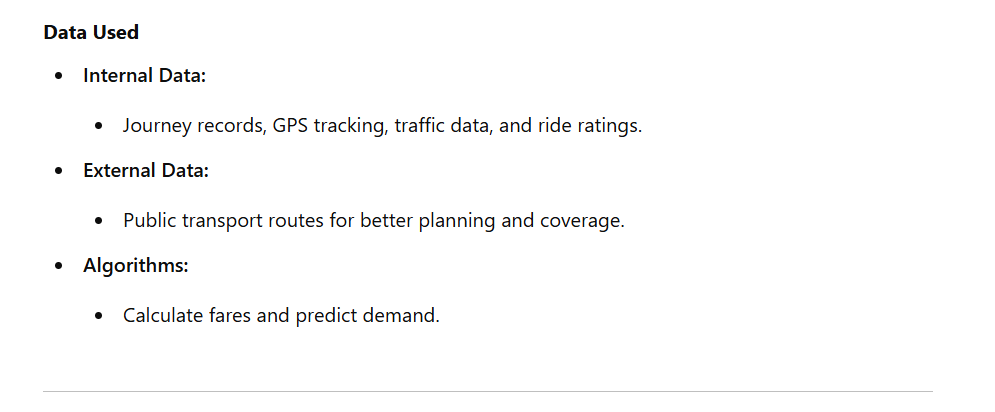 Data Used
• Internal Data:
• Journey records, GPS tracking, traffic data, and ride ratings.
• External Data:
• Public transport routes for better planning and coverage.
• Algorithms:
• Calculate fares and predict demand.